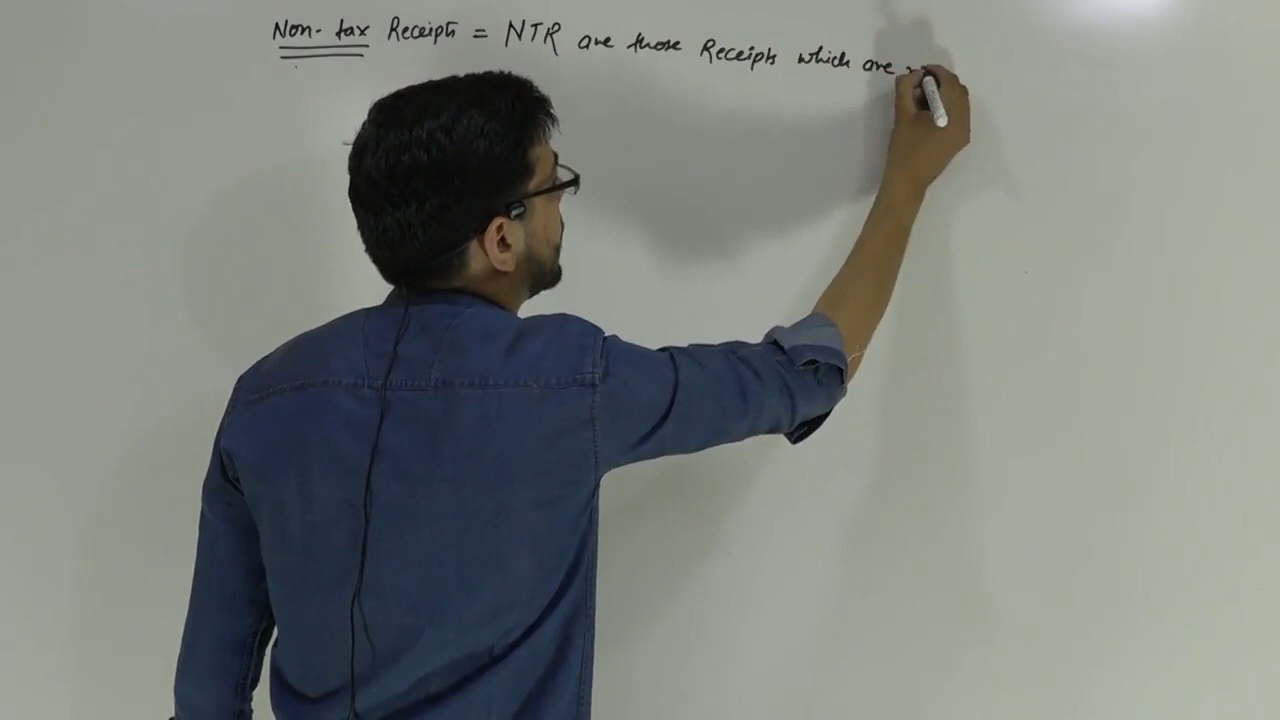 Non-tax Receipts = NTR are those Receipts which are